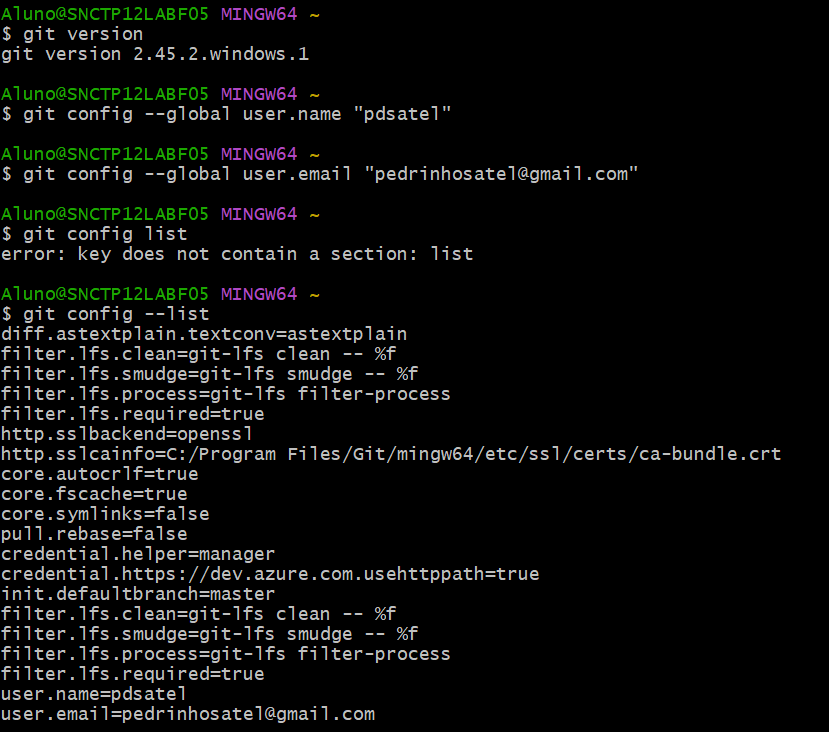 Aluno@SNCTP12LABF05 MINGW64 ~
$ git version
git version 2.45.2.windows.1

Aluno@SNCTP12LABF05 MINGW64 ~
$ git config --global user.name "pdsatel"

Aluno@SNCTP12LABF05 MINGW64 ~
$ git config --global user.email "pedrinhosatel@gmail.com"

Aluno@SNCTP12LABF05 MINGW64 ~
$ git config list
error: key does not contain a section: list

Aluno@SNCTP12LABF05 MINGW64 ~
$ git config --list
diff.astextplain.textconv=astextplain
filter.lfs.clean=git-lfs clean -- %f
filter.lfs.smudge=git-lfs smudge -- %f
filter.lfs.process=git-lfs filter-process
filter.lfs.required=true
http.sslbackend=openssl
http.sslcainfo=C:/Program Files/Git/mingw64/etc/ssl/certs/ca-bundle.crt
core.autocrlf=true
core.fscache=true
core.symlinks=false
pull.rebase=false
credential.helper=manager
credential.https://dev.azure.com.usehttppath=true
init.defaultbranch=master
filter.lfs.clean=git-lfs clean -- %f
filter.lfs.smudge=git-lfs smudge -- %f
filter.lfs.process=git-lfs filter-process
filter.lfs.required=true
user.name=pdsatel
user.email=pedrinhosatel@gmail.com